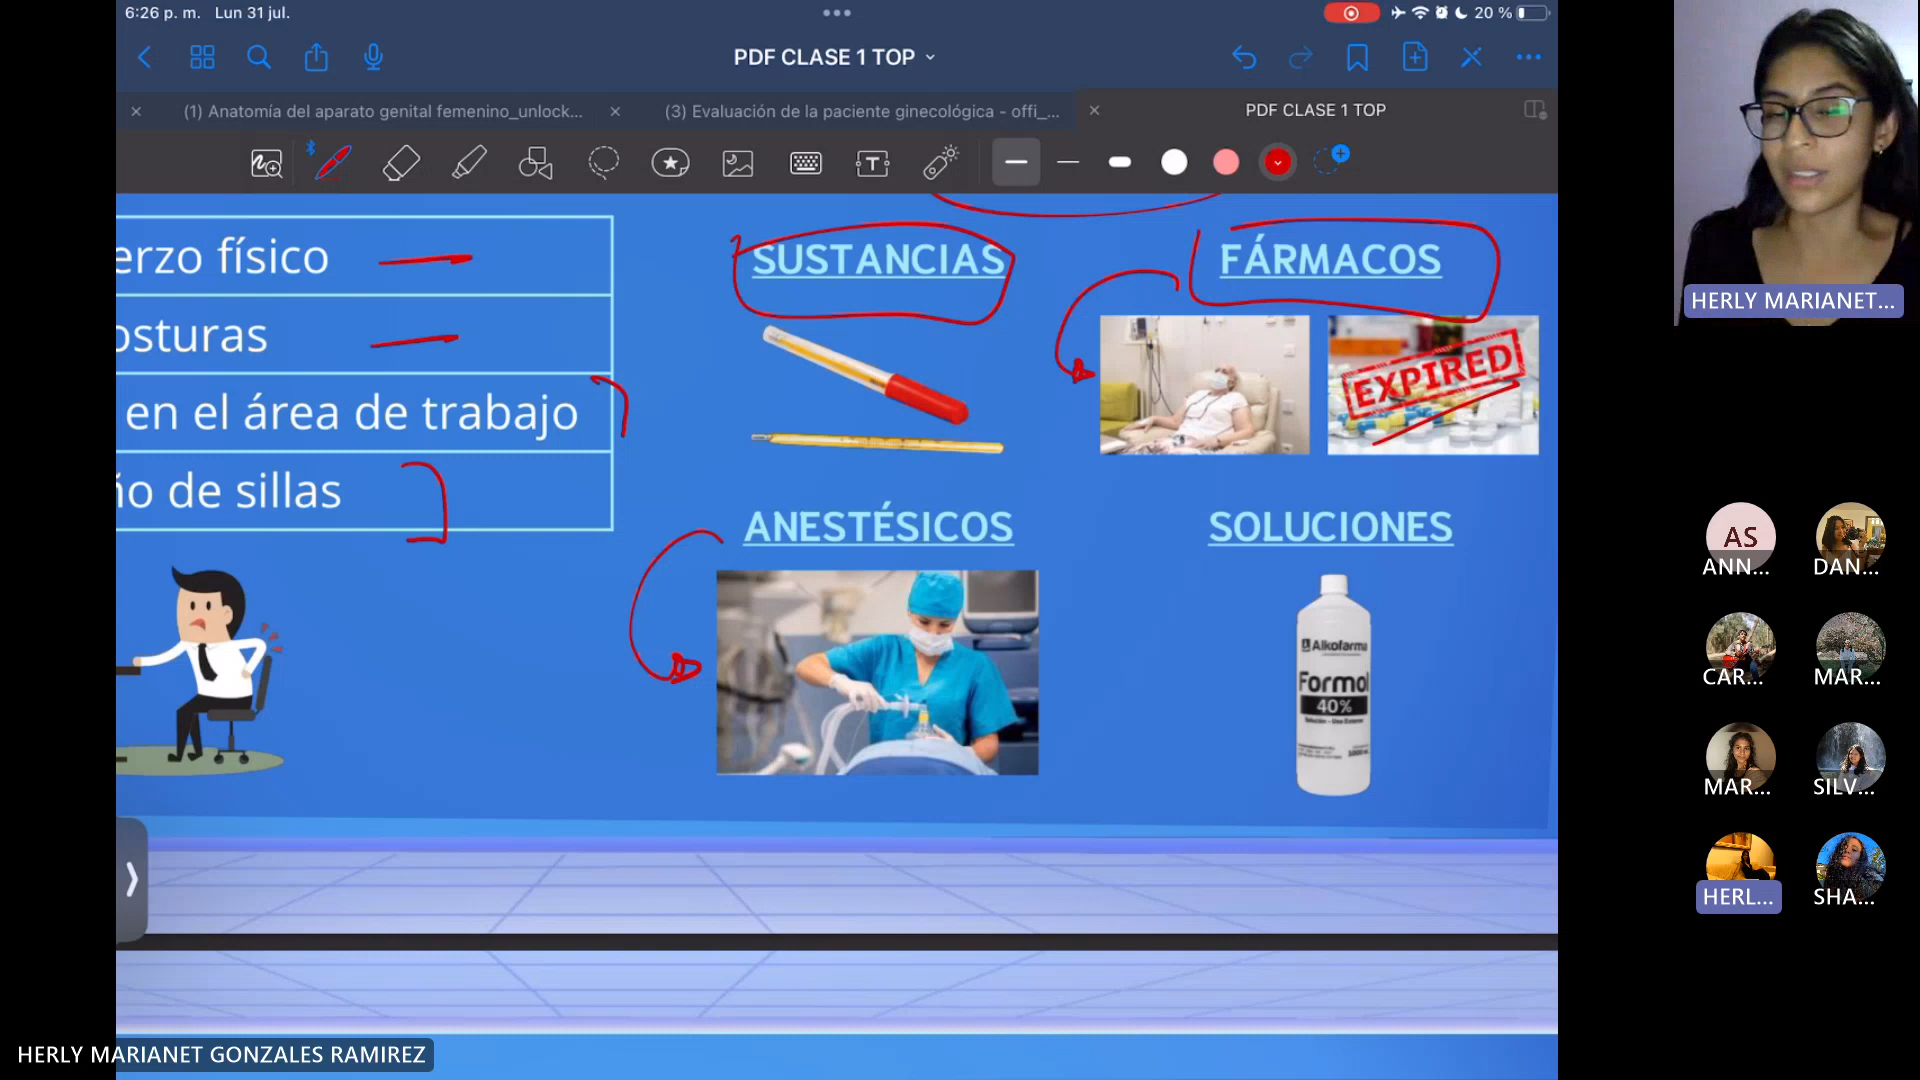 6:26 p. m. Lun 31 jul.
20 %
PDF CLASE 1 TOP
(1) Anatomía del aparato genital femenino_unlock...
(3) Evaluación de la paciente ginecológica - offi_...
PDF CLASE 1 TOP
T
erzo físico
osturas
en el área de trabajo
ño de sillas
SUSTANCIAS
FÁRMACOS
EXPIRED
ANESTÉSICOS
SOLUCIONES
Alkofarma
Formol
40%
HERLY MARIANET...
AS
ANN...
DAN...
CAR...
MAR...
MAR...
SILV...
HERL...
SHA...
HERLY MARIANET GONZALES RAMIREZ